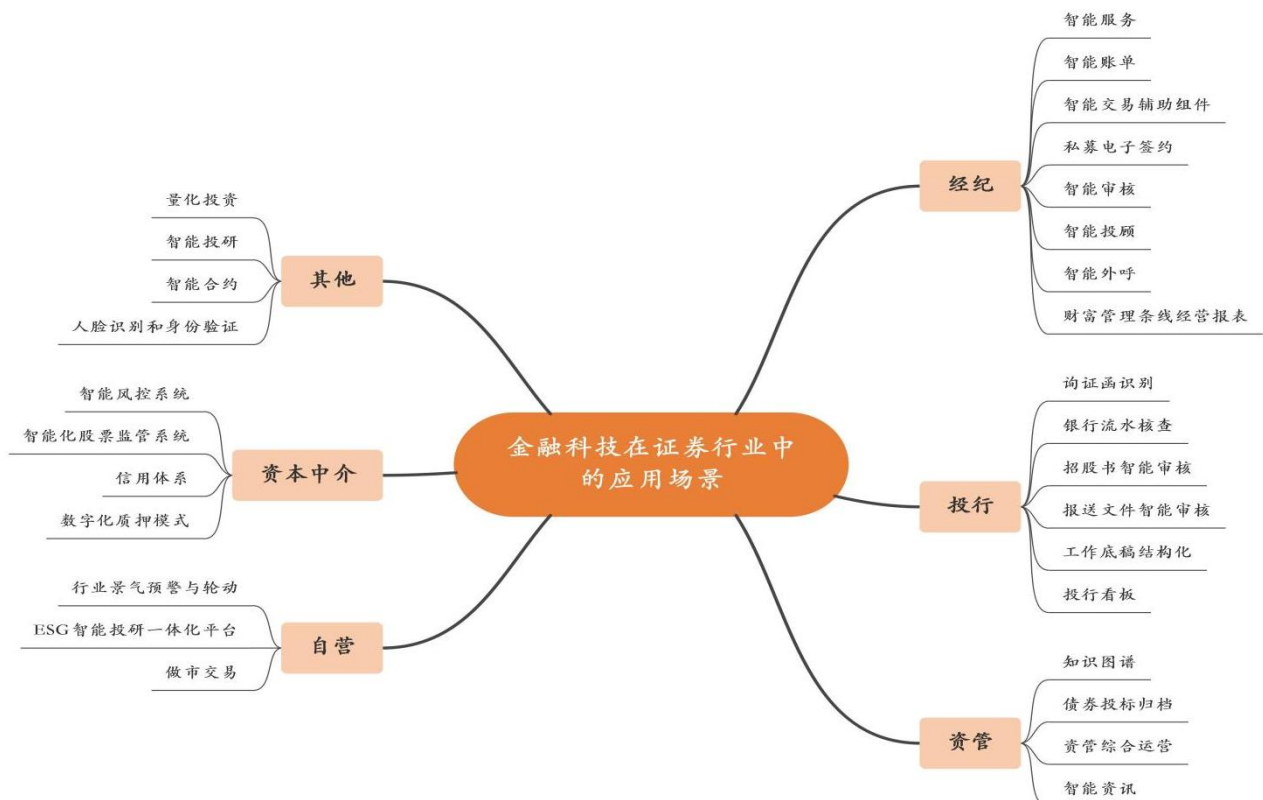 金融科技在证券行业中
的应用场景
经纪
智能服务
智能账单
智能交易辅助组件
私募电子签约
智能审核
智能投顾
智能外呼
财富管理条线经营报表
投行
询证函识别
银行流水核查
招股书智能审核
报送文件智能审核
工作底稿结构化
投行看板
资管
知识图谱
债券投标归档
资管综合运营
智能资讯
其他
量化投资
智能投研
智能合约
人脸识别和身份验证
资本中介
智能风控系统
智能化股票监管系统
信用体系
数字化质押模式
自营
行业景气预警与轮动
ESG智能投研一体化平台
做市交易